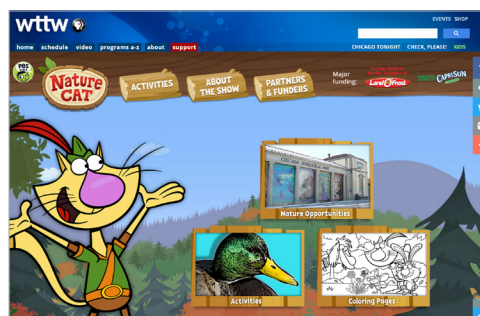 wttw
EVENTS SHOP
home schedule video programs a-z about support
CHICAGO TONIGHT CHECK, PLEASE! KIDS
PBS
Nature
CAT
ACTIVITIES
ABOUT
THE SHOW
PARTNERS
& FUNDERS
Major
funding:
Land O'Frost
CAPRI SUN
Nature Opportunities
Activities
Coloring Pages